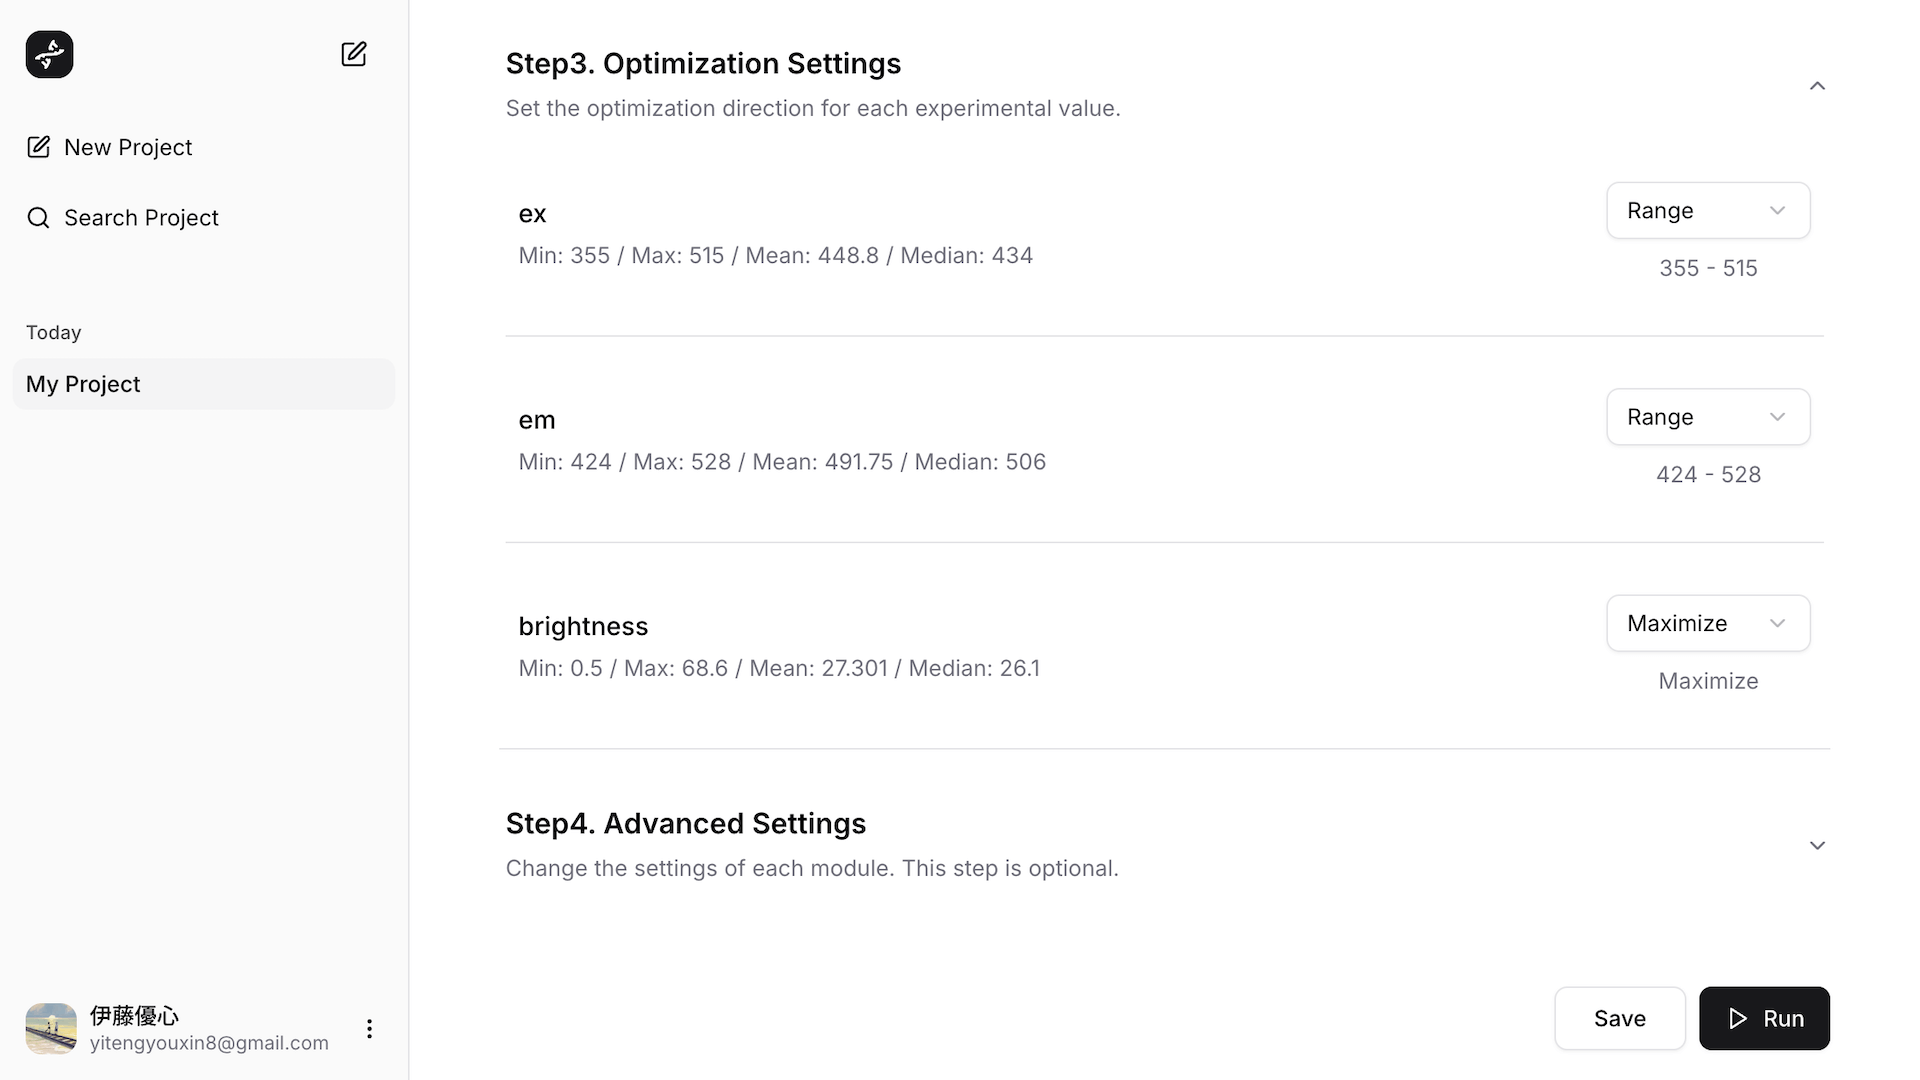 New Project
Search Project
Today
My Project
伊藤優心
yitengyouxin8@gmail.com
Step3. Optimization Settings
Set the optimization direction for each experimental value.
ex
Min: 355 / Max: 515 / Mean: 448.8 / Median: 434
Range
355 - 515
em
Min: 424 / Max: 528 / Mean: 491.75 / Median: 506
Range
424 - 528
brightness
Min: 0.5 / Max: 68.6 / Mean: 27.301 / Median: 26.1
Maximize
Maximize
Step4. Advanced Settings
Change the settings of each module. This step is optional.
Save
Run